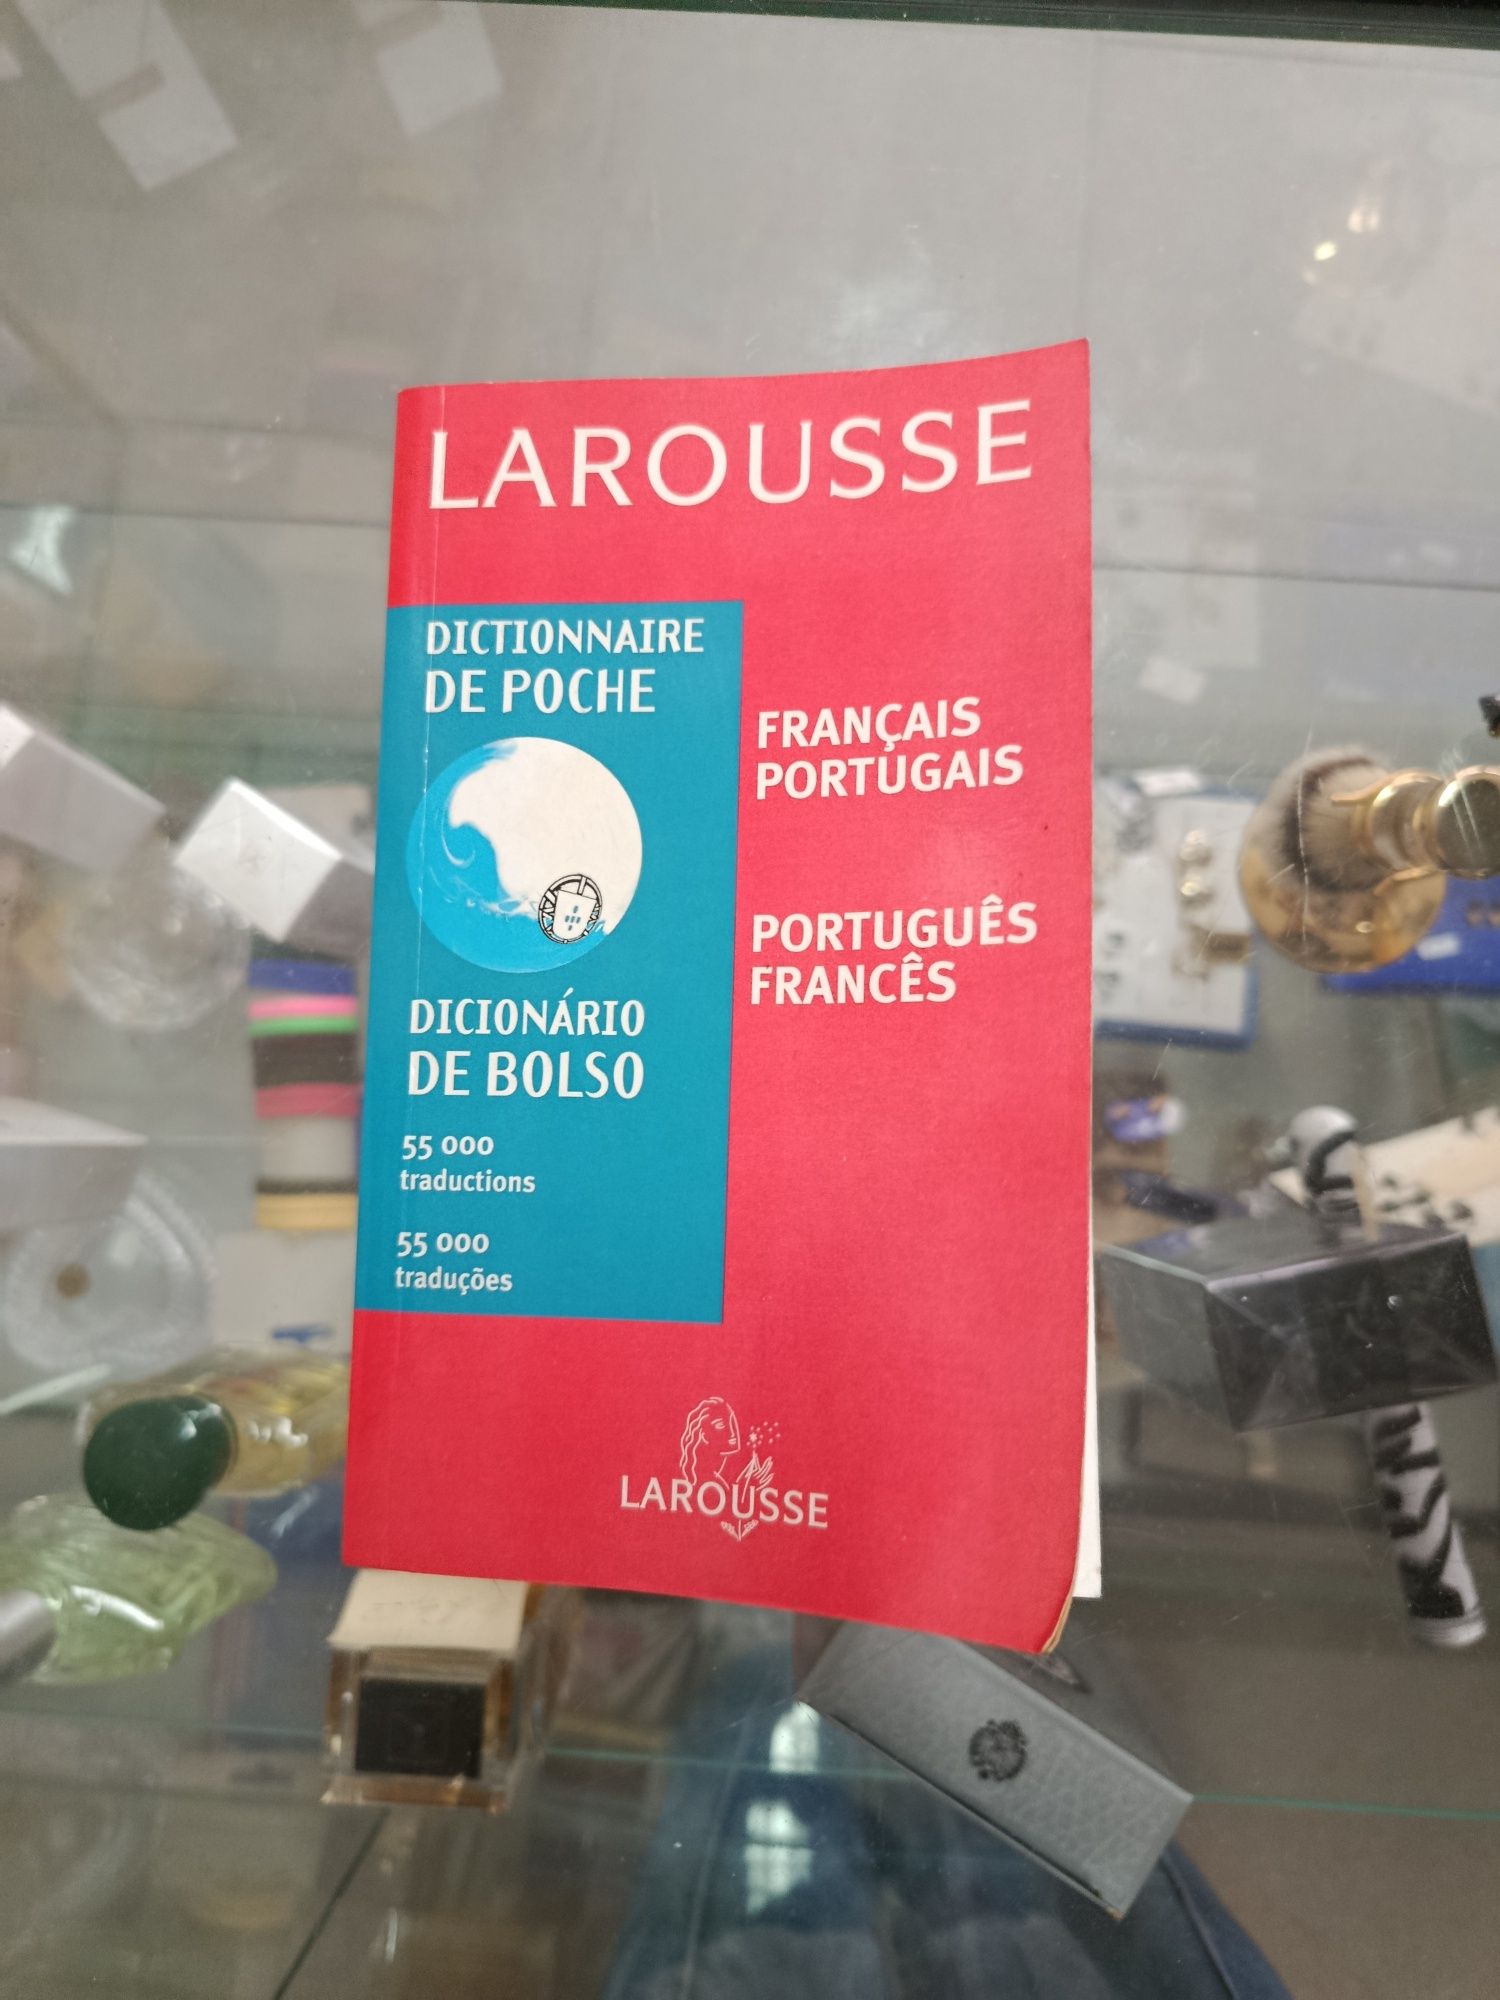 LAROUSSE
DICTIONNAIRE
DE POCHE
FRANÇAIS
PORTUGAIS
PORTUGUÊS
FRANCÊS
DICIONÁRIO
DE BOLSO
55 000
traductions
55 000
traduções
LAROUSSE